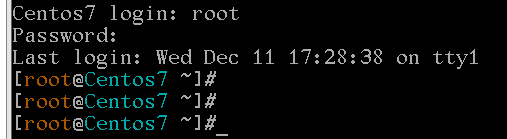 Centos7 login: root
Password:
Last login: Wed Dec 11 17:28:38 on tty1
[root@Centos7 ~]#
[root@Centos7 ~]#
[root@Centos7 ~]#_